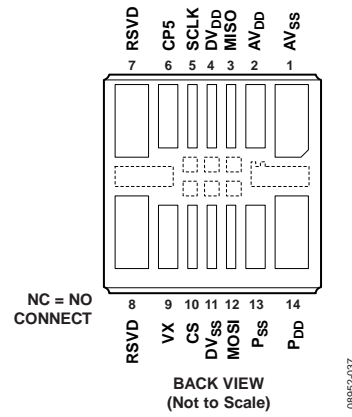 RSVD CP5 SCLK DVDD MISO AVDD AVSS
7 6 5 4 3 2 1
NC = NO
CONNECT
8 9 10 11 12 13 14
RSVD VX CS DVSS MOSI PSS PDD
BACK VIEW
(Not to Scale)
08952-037